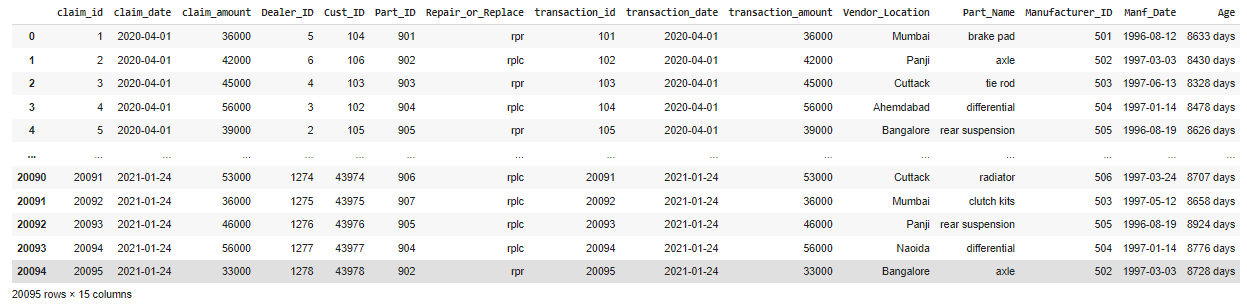 claim_id claim_date claim_amount Dealer_ID Cust_ID Part_ID Repair_or_Replace transaction_id transaction_date transaction_amount Vendor_Location Part_Name Manufacturer_ID Manf_Date Age
0 1 2020-04-01 36000 5 104 901 rpr 101 2020-04-01 36000 Mumbai brake pad 501 1996-08-12 8633 days
1 2 2020-04-01 42000 6 106 902 rplc 102 2020-04-01 42000 Panji axle 502 1997-03-03 8430 days
2 3 2020-04-01 45000 4 103 903 rpr 103 2020-04-01 45000 Cuttack tie rod 503 1997-06-13 8328 days
3 4 2020-04-01 56000 3 102 904 rplc 104 2020-04-01 56000 Ahemdabad differential 504 1997-01-14 8478 days
4 5 2020-04-01 39000 2 105 905 rpr 105 2020-04-01 39000 Bangalore rear suspension 505 1996-08-19 8626 days
... ... ... ... ... ... ... ... ... ... ... ... ... ... ... ...
20090 20091 2021-01-24 53000 1274 43974 906 rplc 20091 2021-01-24 53000 Cuttack radiator 506 1997-03-24 8707 days
20091 20092 2021-01-24 36000 1275 43975 907 rplc 20092 2021-01-24 36000 Mumbai clutch kits 503 1997-05-12 8658 days
20092 20093 2021-01-24 46000 1276 43976 905 rplc 20093 2021-01-24 46000 Panji rear suspension 505 1996-08-19 8924 days
20093 20094 2021-01-24 56000 1277 43977 904 rplc 20094 2021-01-24 56000 Naoida differential 504 1997-01-14 8776 days
20094 20095 2021-01-24 33000 1278 43978 902 rpr 20095 2021-01-24 33000 Bangalore axle 502 1997-03-03 8728 days
20095 rows × 15 columns